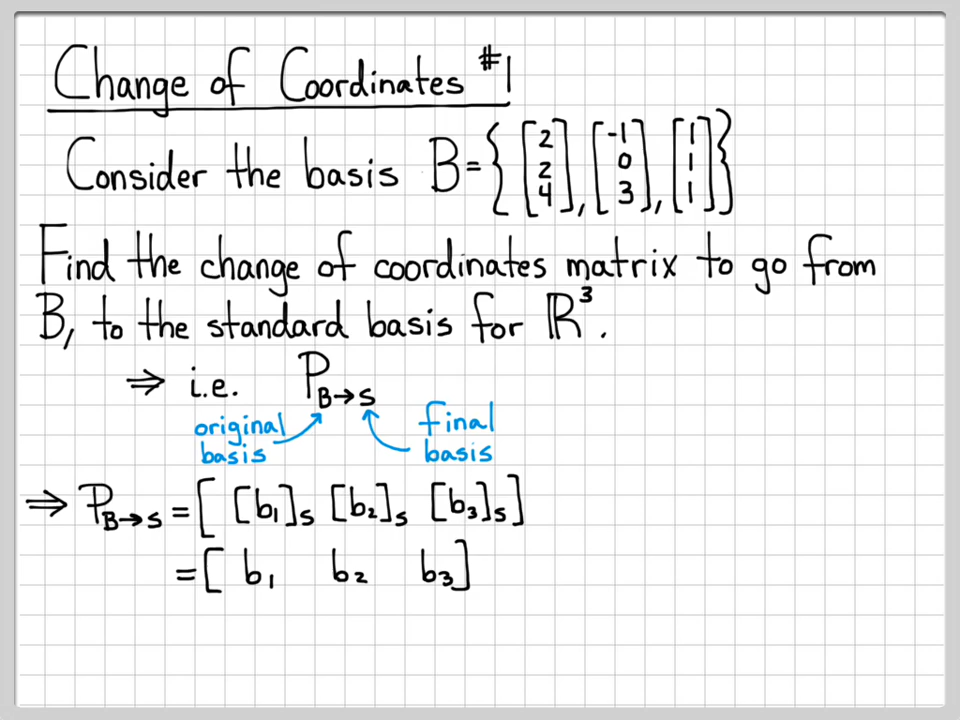 Change of Coordinates #1
Consider the basis B = { [2 2 4], [-1 0 3], [1 1 1] }
Find the change of coordinates matrix to go from
B, to the standard basis for ℝ³.
⇒ i.e. P_{B→S}
original basis
final basis
⇒ P_{B→S} = [ [b₁]_S [b₂]_S [b₃]_S ]
= [ b₁ b₂ b₃ ]